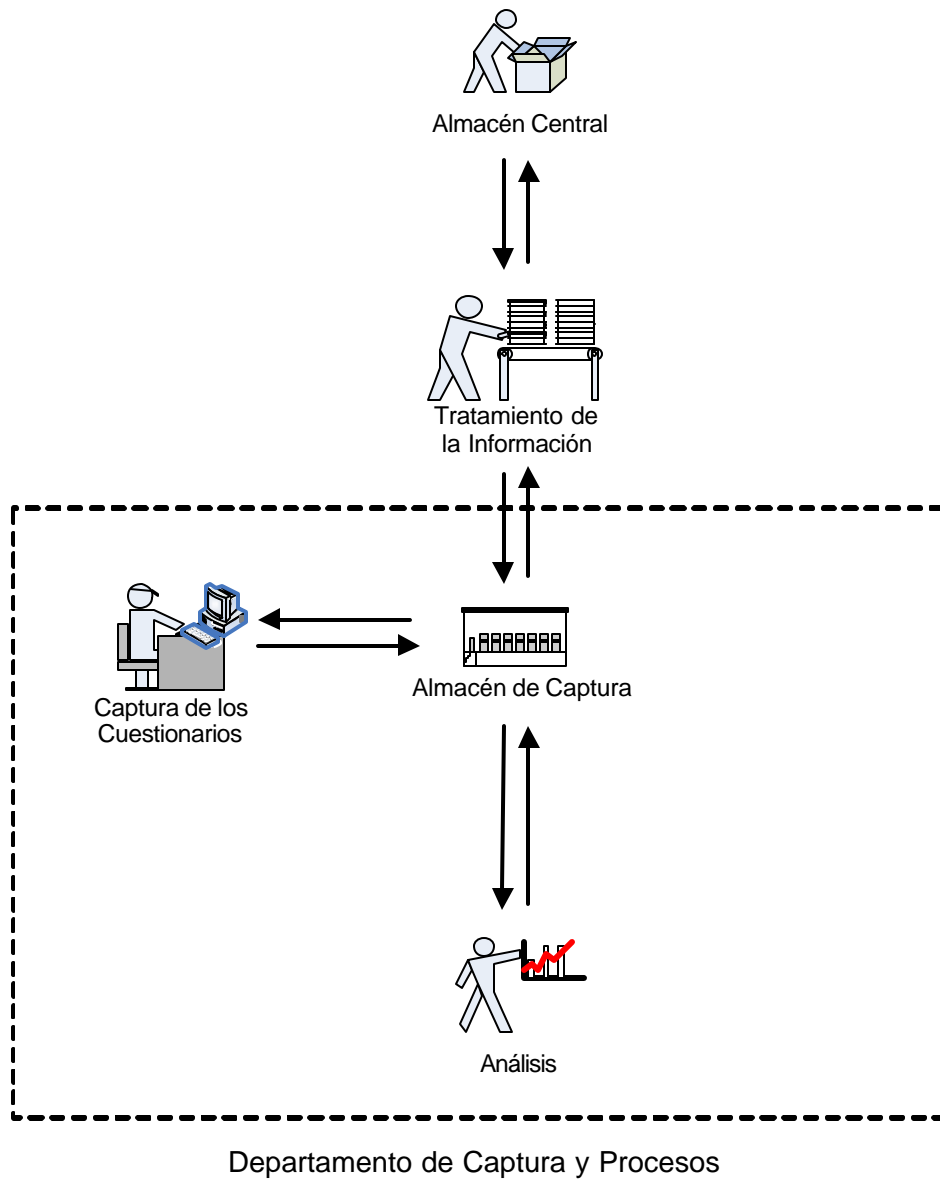 Almacén Central
Tratamiento de
la Información
Almacén de Captura
Captura de los
Cuestionarios
Análisis
Departamento de Captura y Procesos